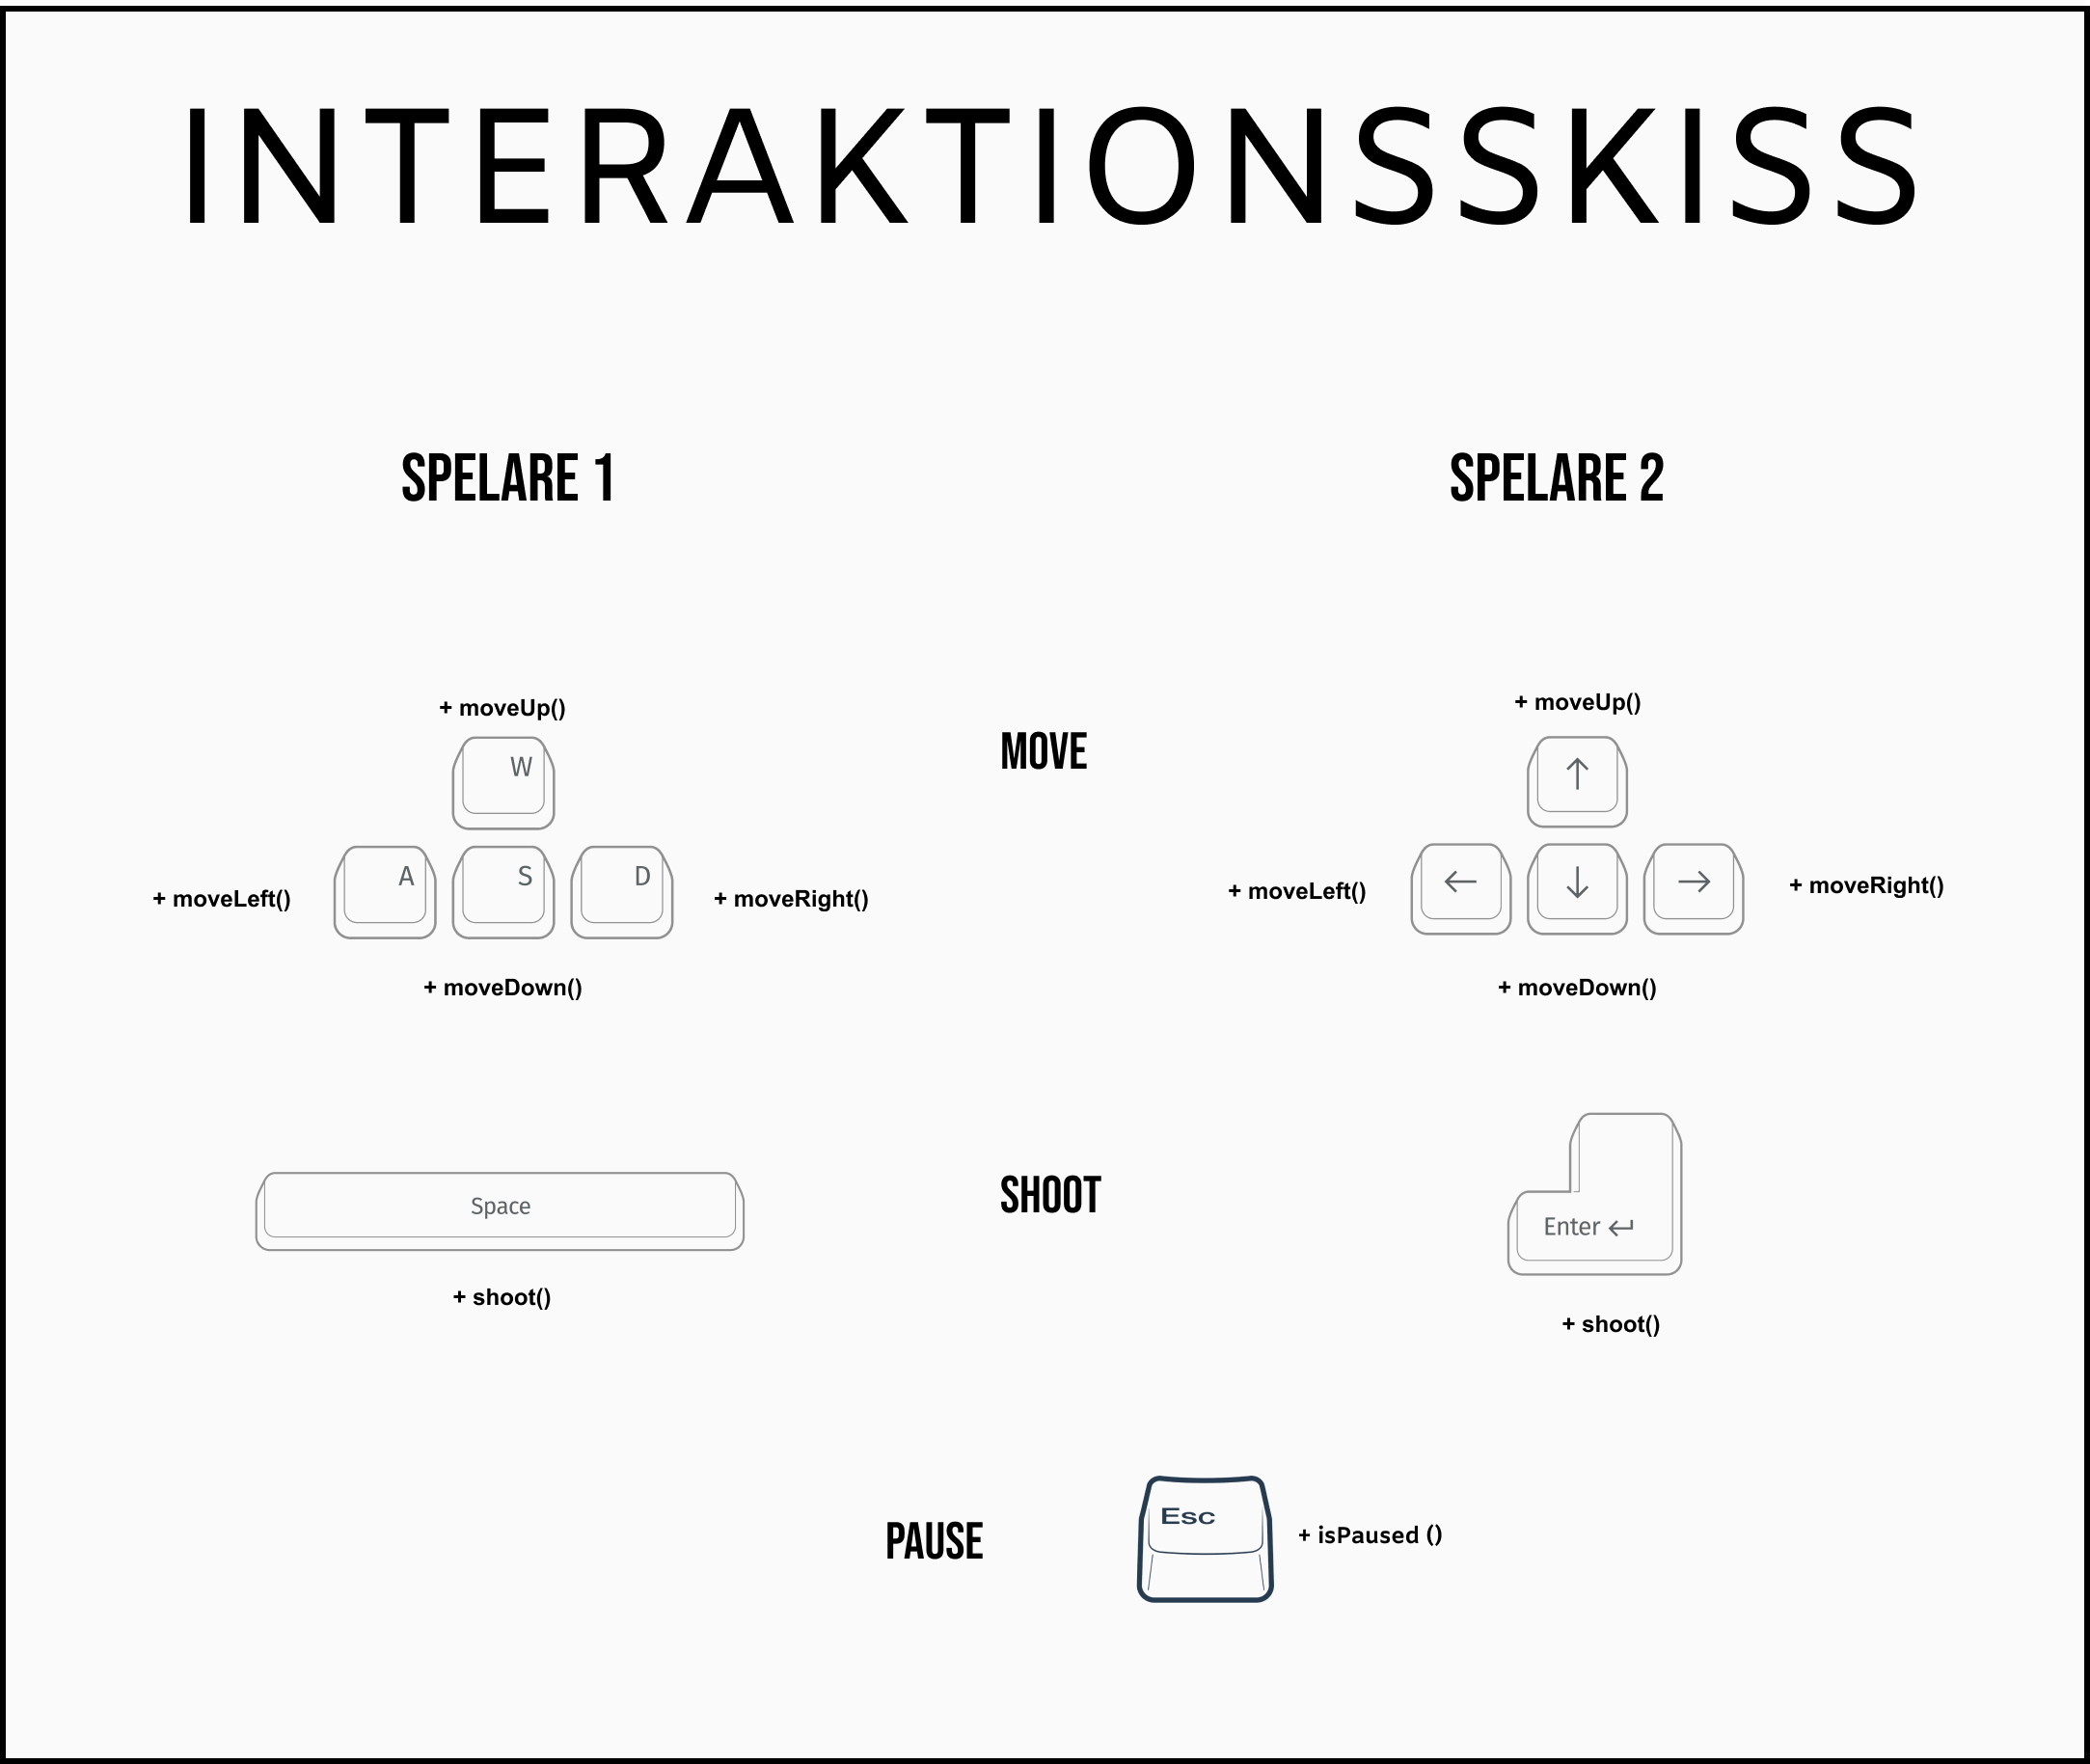 INTERAKTIONSSKISS
SPELARE 1
SPELARE 2
+ moveUp()
W
A
S
D
+ moveLeft()
+ moveRight()
+ moveDown()
MOVE
+ moveUp()
↑
←
↓
→
+ moveLeft()
+ moveRight()
+ moveDown()
Space
+ shoot()
SHOOT
Enter ↵
+ shoot()
PAUSE
Esc
+ isPaused ()